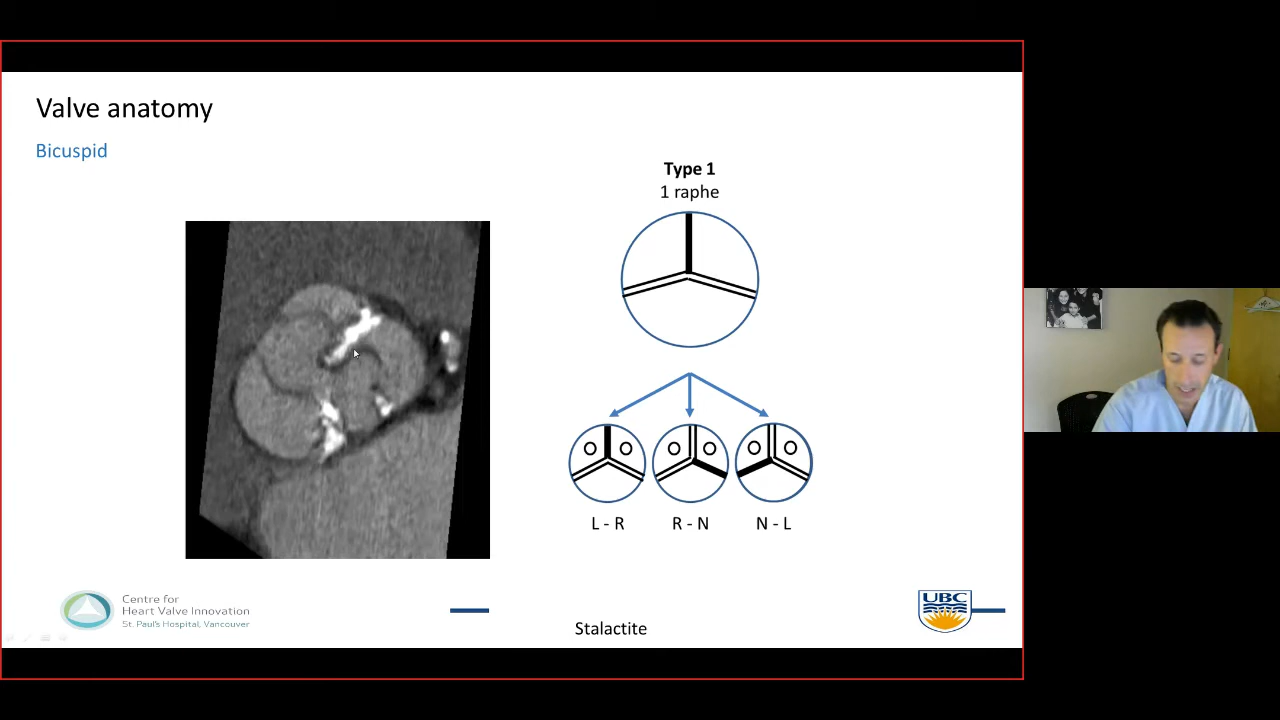 Valve anatomy
Bicuspid
Type 1
1 raphe
L - R
R - N
N - L
Centre for
Heart Valve Innovation
St. Paul's Hospital, Vancouver
UBC
Stalactite